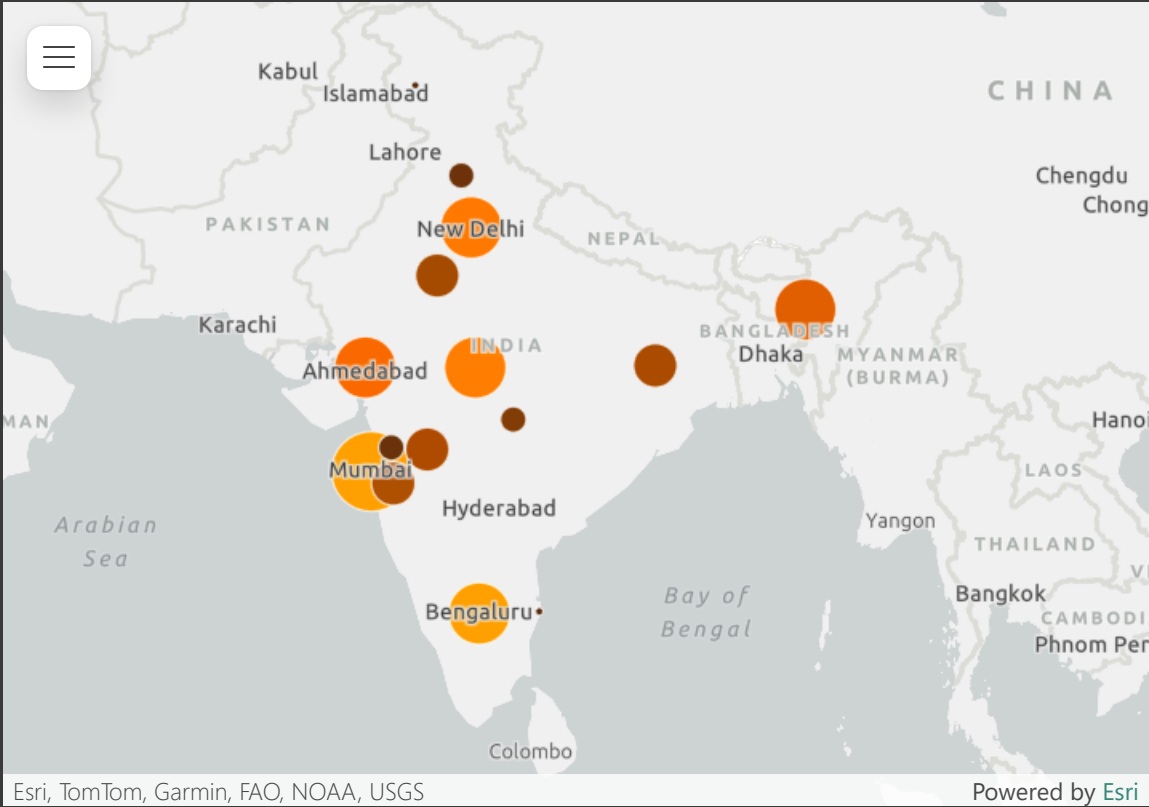 Kabul
Islamabad
CHINA
Lahore
Chengdu
Chong
PAKISTAN
New Delhi
NEPAL
Karachi
BANGLADESH
INDIA
Dhaka
MYANMAR
(BURMA)
Ahmedabad
MAN
Hanoi
Mumbai
LAOS
Hyderabad
Arabian
Sea
Yangon
THAILAND
VI
Bay of
Bengal
Bangkok
Bengaluru
CAMBODI
Phnom Pen
Colombo
Esri, TomTom, Garmin, FAO, NOAA, USGS
Powered by Esri